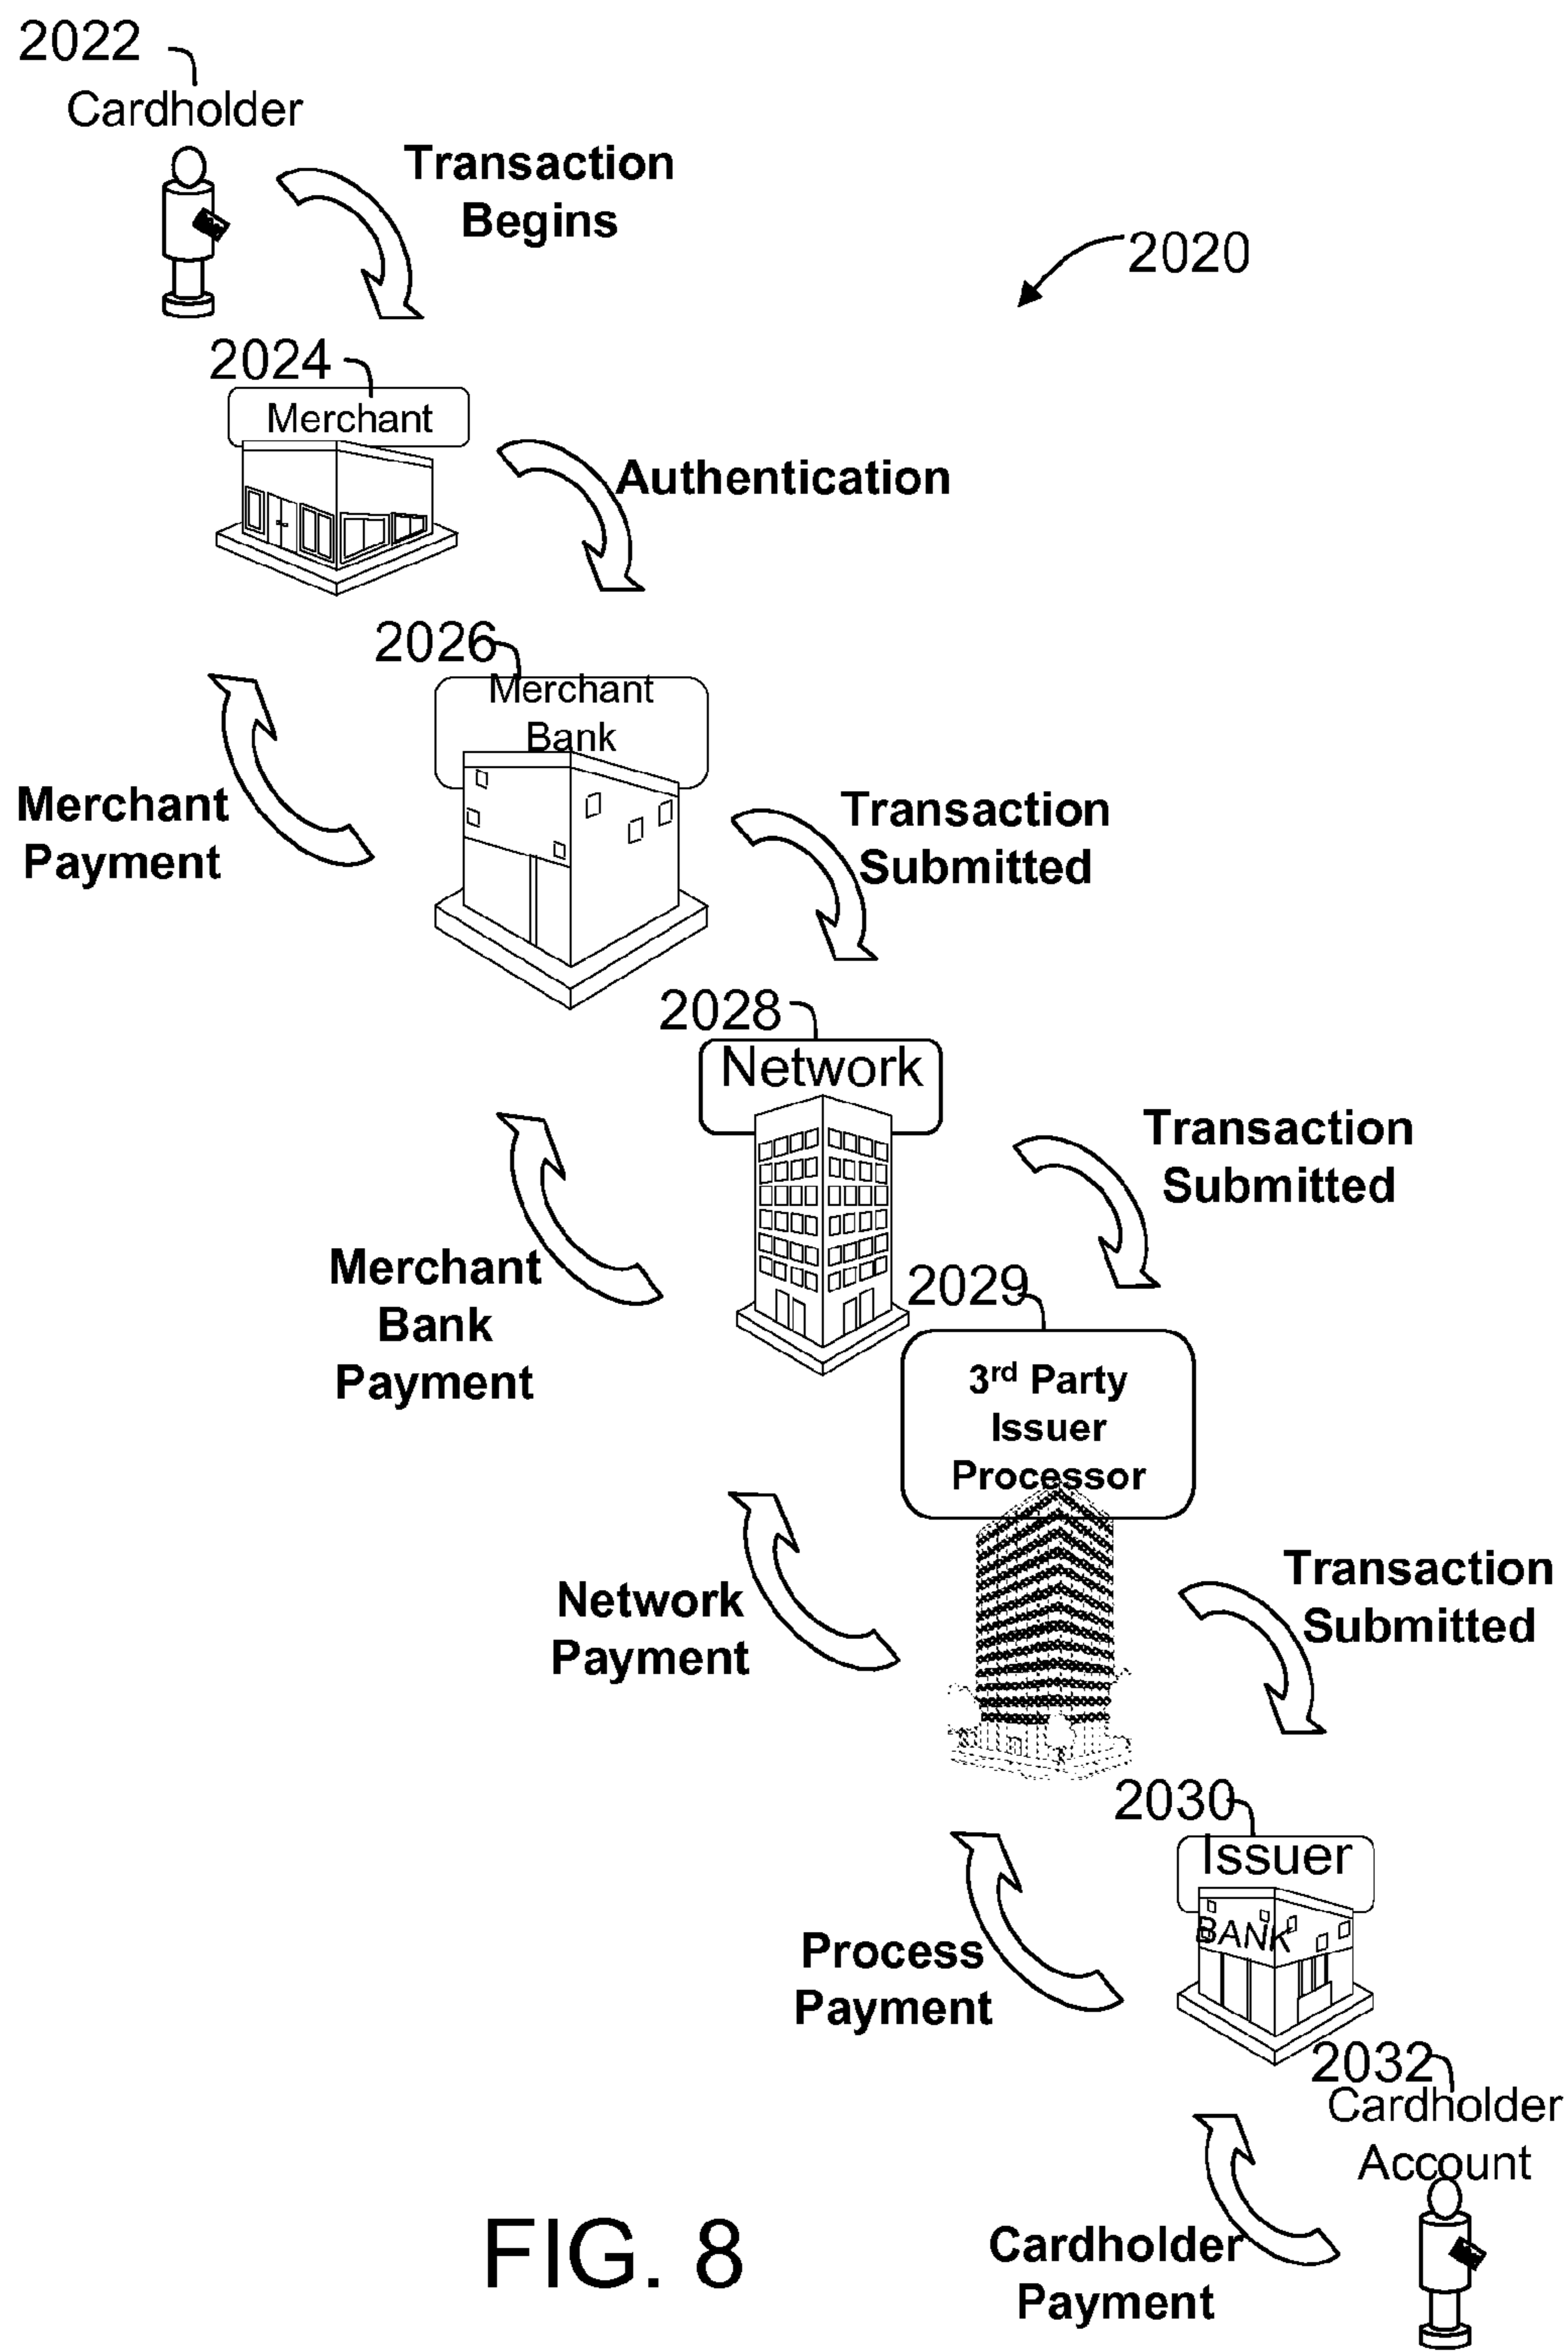 2022
Cardholder
Transaction
Begins
2020
2024
Merchant
Authentication
2026
Merchant
Bank
Merchant
Payment
Transaction
Submitted
2028
Network
Transaction
Submitted
Merchant
Bank
Payment
2029
3rd Party
Issuer
Processor
Network
Payment
Transaction
Submitted
2030
Issuer
BANK
Process
Payment
2032
Cardholder
Account
Cardholder
Payment
FIG. 8